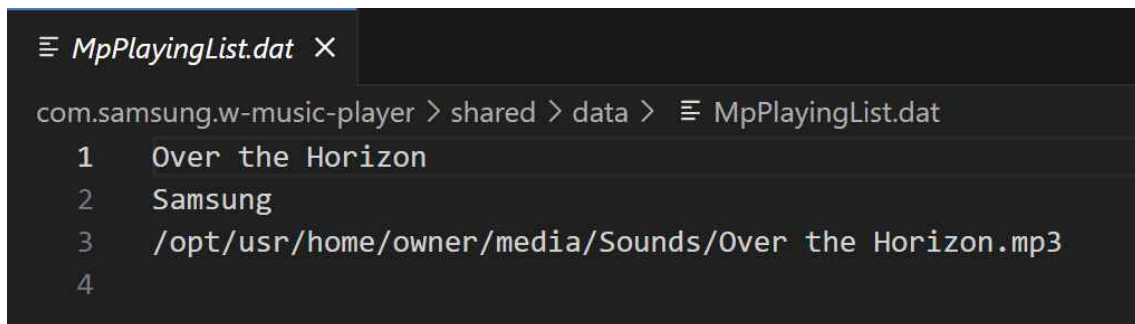 MpPlayingList.dat ×
com.samsung.w-music-player > shared > data > MpPlayingList.dat
1 Over the Horizon
2 Samsung
3 /opt/usr/home/owner/media/Sounds/Over the Horizon.mp3
4